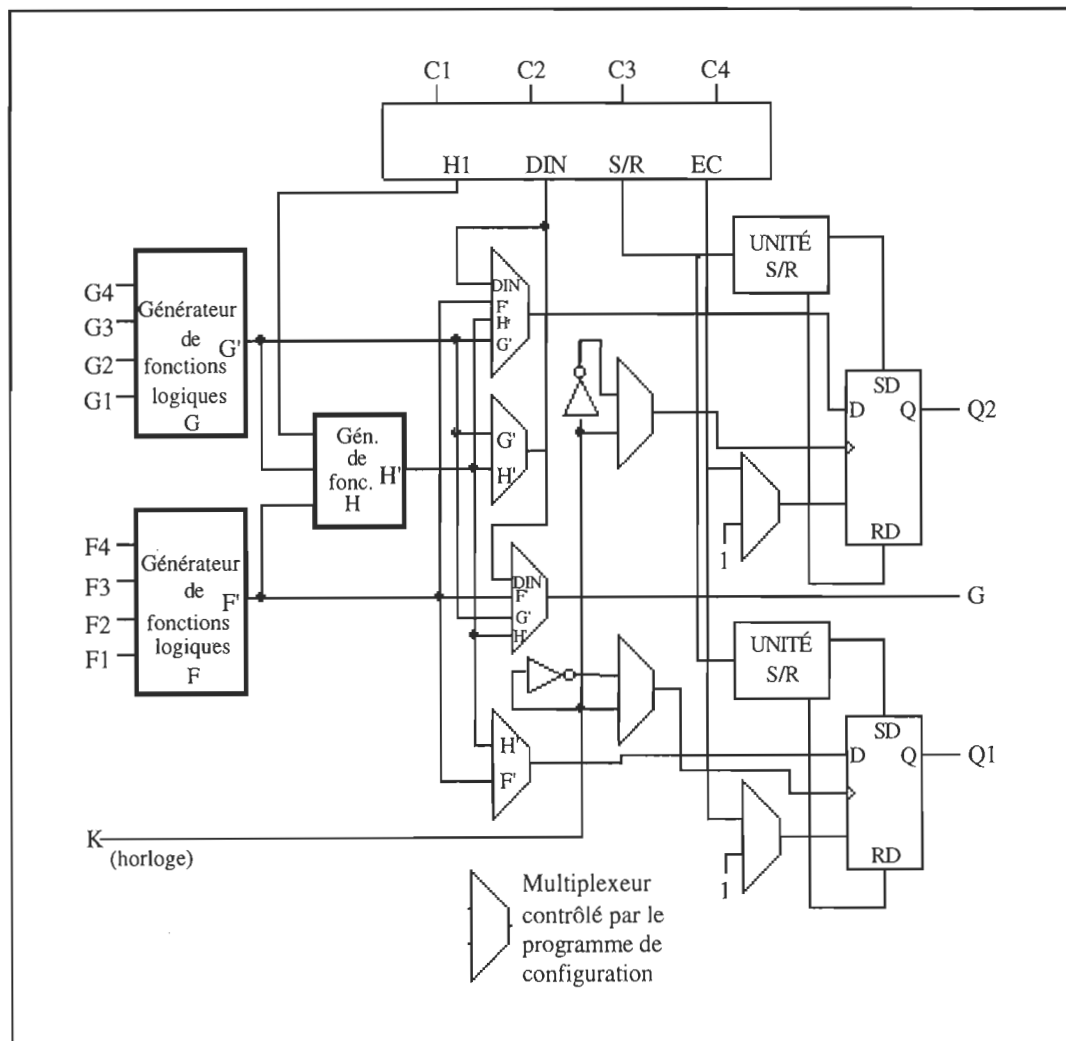 C1 C2 C3 C4
H1 DIN S/R EC
UNITÉ
S/R
G4
G3
G2
G1
Générateur
de
fonctions
logiques
G
G'
DIN
F'
H'
G'
SD
D Q
RD
Q2
G'
H'
Gén.
de
fonc.
H
H'
1
F4
F3
F2
F1
Générateur
de
fonctions
logiques
F
F'
DIN
F'
G'
H'
G
UNITÉ
S/R
H'
F'
SD
D Q
RD
Q1
1
K
(horloge)
Multiplexeur
contrôlé par le
programme de
configuration